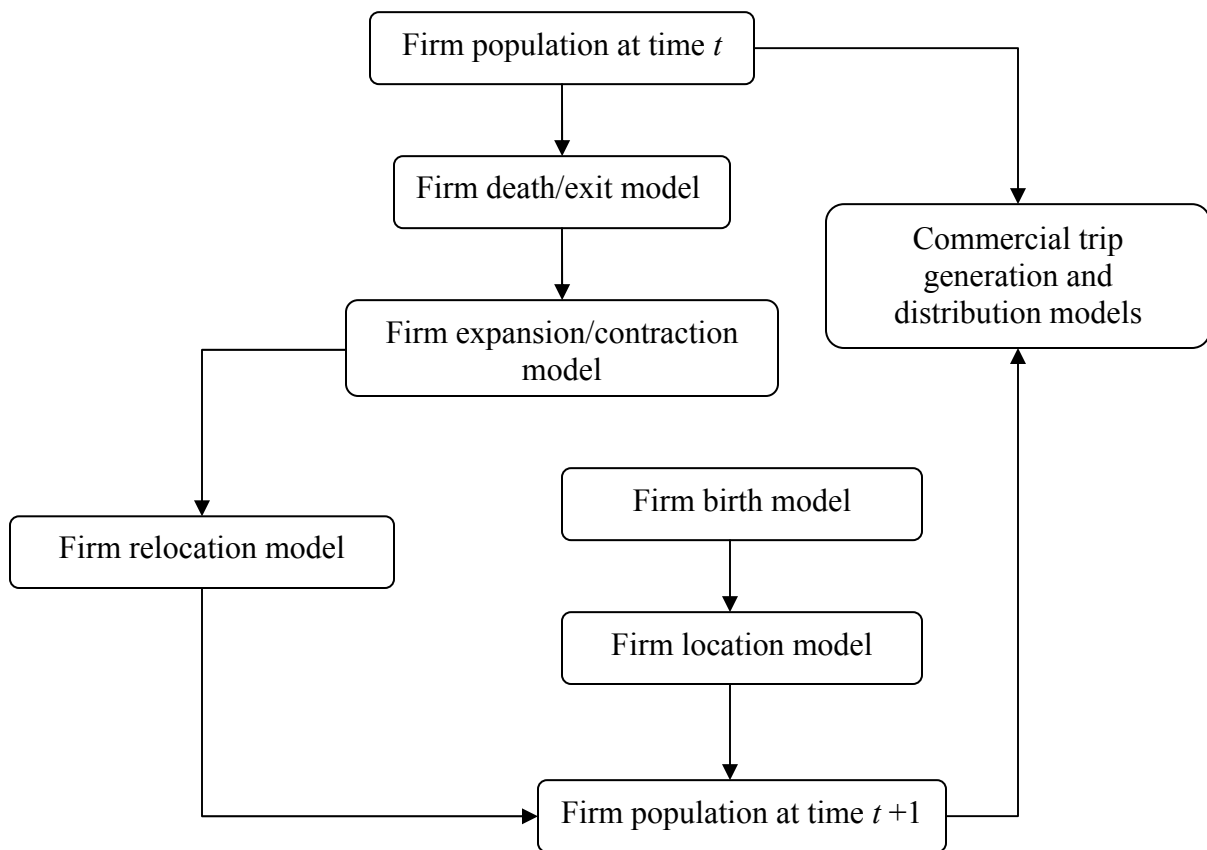 Firm population at time t
Firm death/exit model
Commercial trip
generation and
distribution models
Firm expansion/contraction
model
Firm birth model
Firm relocation model
Firm location model
Firm population at time t +1